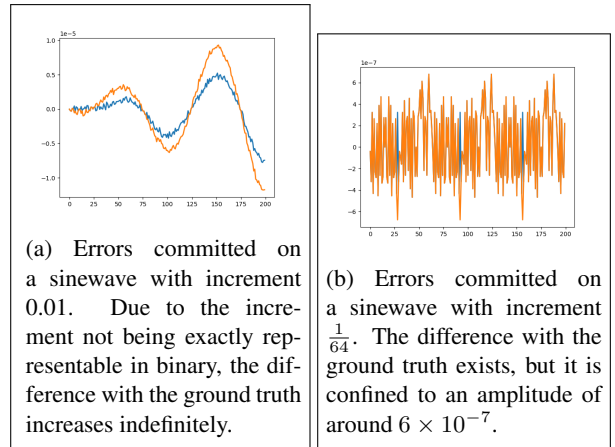 1e−5
1.0
0.5
0.0
−0.5
−1.0
0 25 50 75 100 125 150 175 200
(a) Errors committed on
a sinewave with increment
0.01. Due to the incre-
ment not being exactly rep-
resentable in binary, the dif-
ference with the ground truth
increases indefinitely.
1e−7
6
4
2
0
−2
−4
−6
0 25 50 75 100 125 150 175 200
(b) Errors committed on
a sinewave with increment
1/64. The difference with the
ground truth exists, but it is
confined to an amplitude of
around 6 × 10⁻⁷.